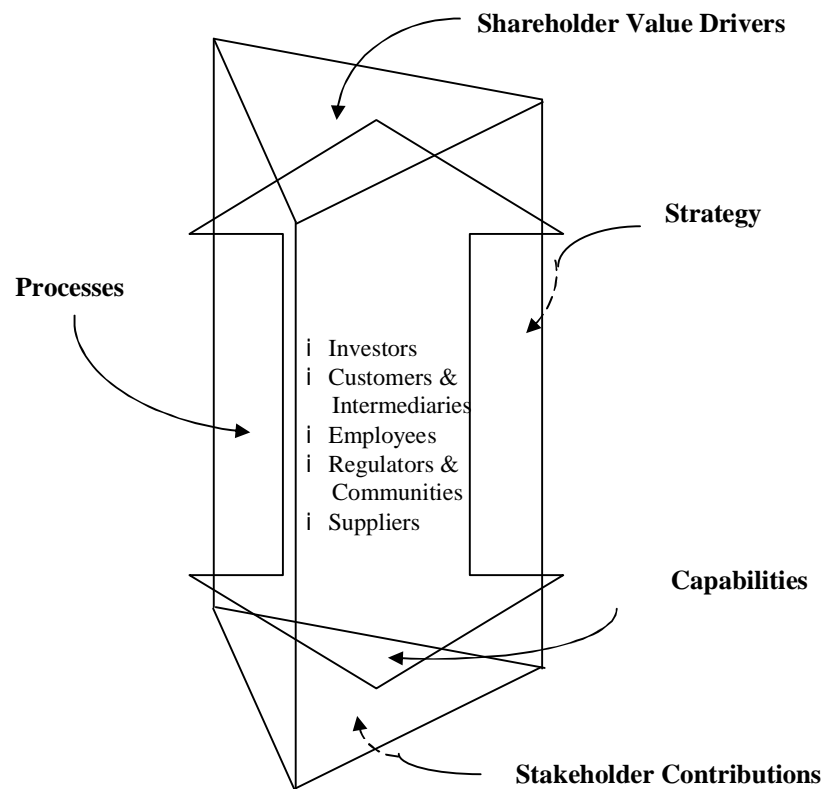 Shareholder Value Drivers
Strategy
Processes
¡ Investors
¡ Customers &
Intermediaries
¡ Employees
¡ Regulators &
Communities
¡ Suppliers
Capabilities
Stakeholder Contributions